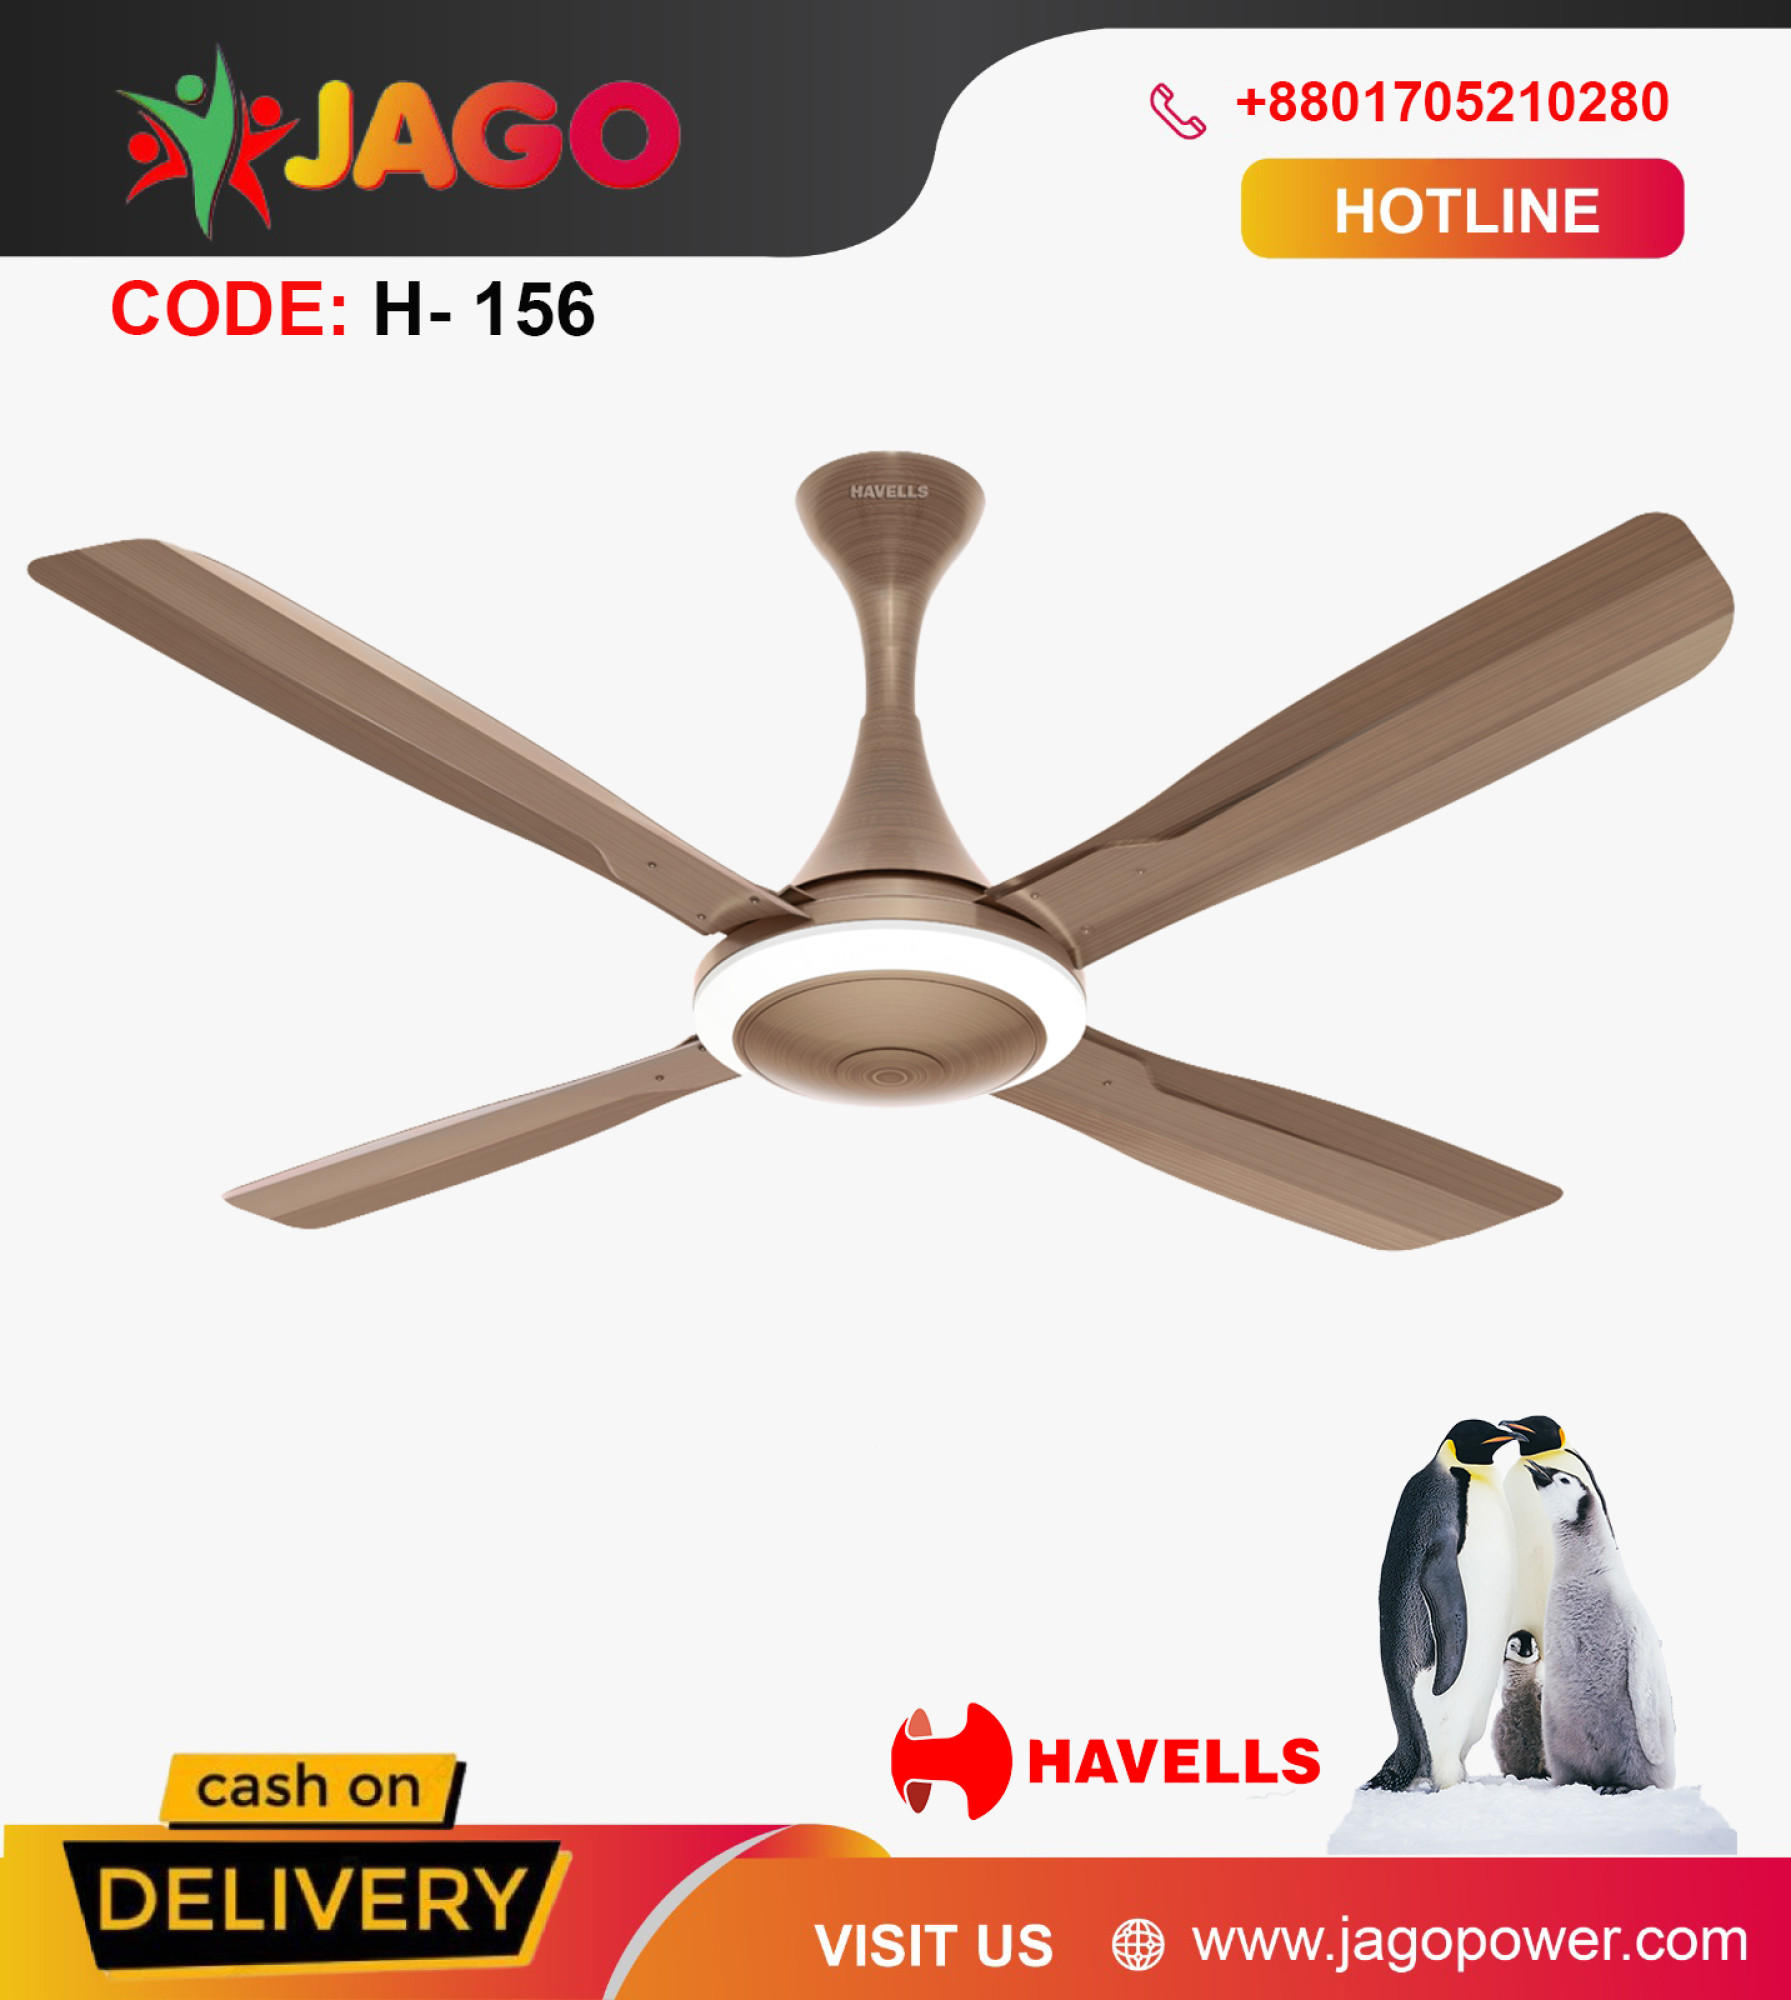 JAGO
+8801705210280
HOTLINE
CODE: H- 156
HAVELLS
HAVELLS
cash on
DELIVERY
VISIT US
www.jagopower.com